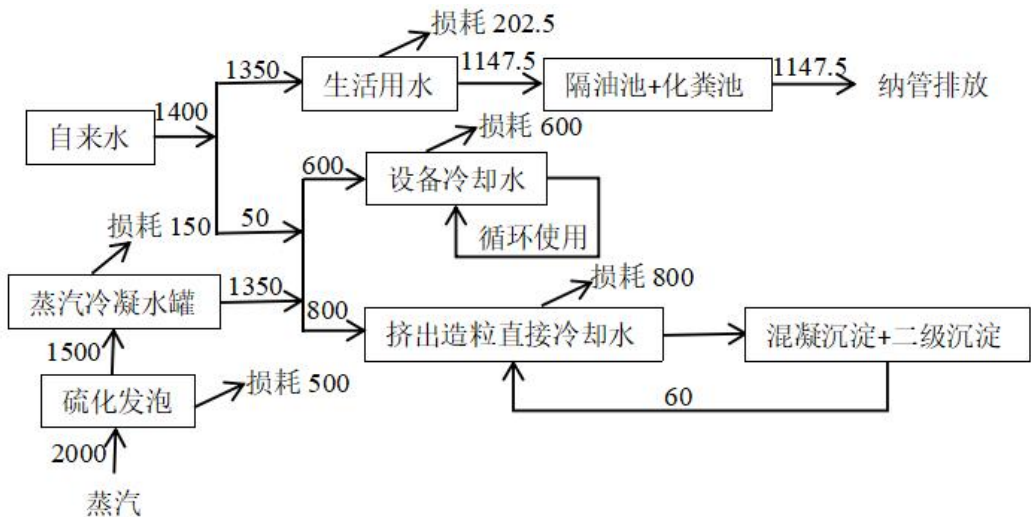 损耗 202.5
1350
生活用水
1147.5
隔油池+化粪池
1147.5
纳管排放
自来水
1400
损耗 600
600
设备冷却水
循环使用
50
损耗 150
蒸汽冷凝水罐
1350
损耗 800
800
挤出造粒直接冷却水
混凝沉淀+二级沉淀
60
1500
硫化发泡
损耗 500
2000
蒸汽